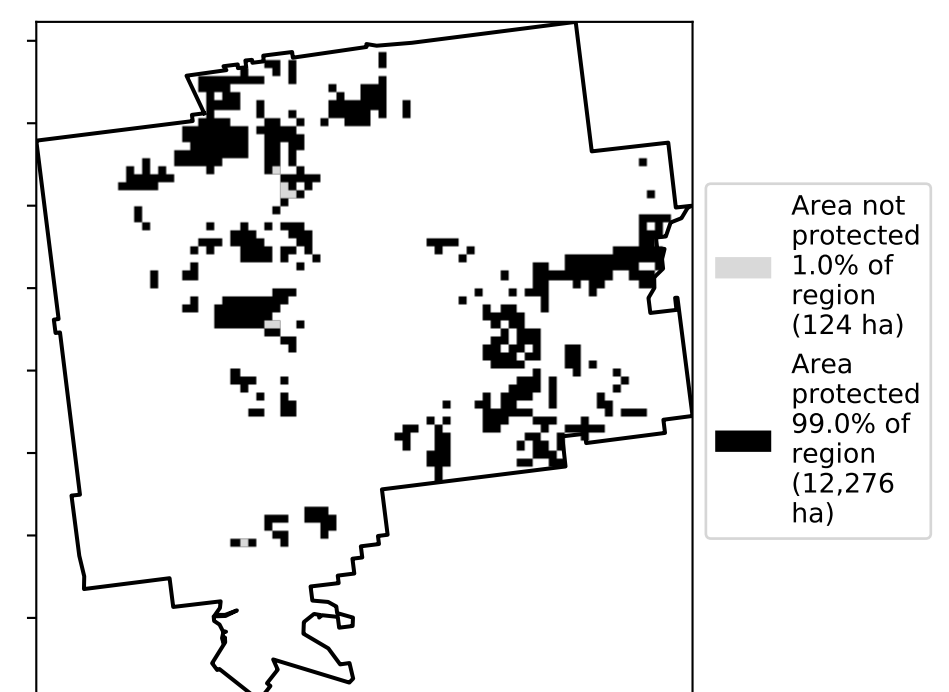 Area not
protected
1.0% of
region
(124 ha)
Area
protected
99.0% of
region
(12,276
ha)